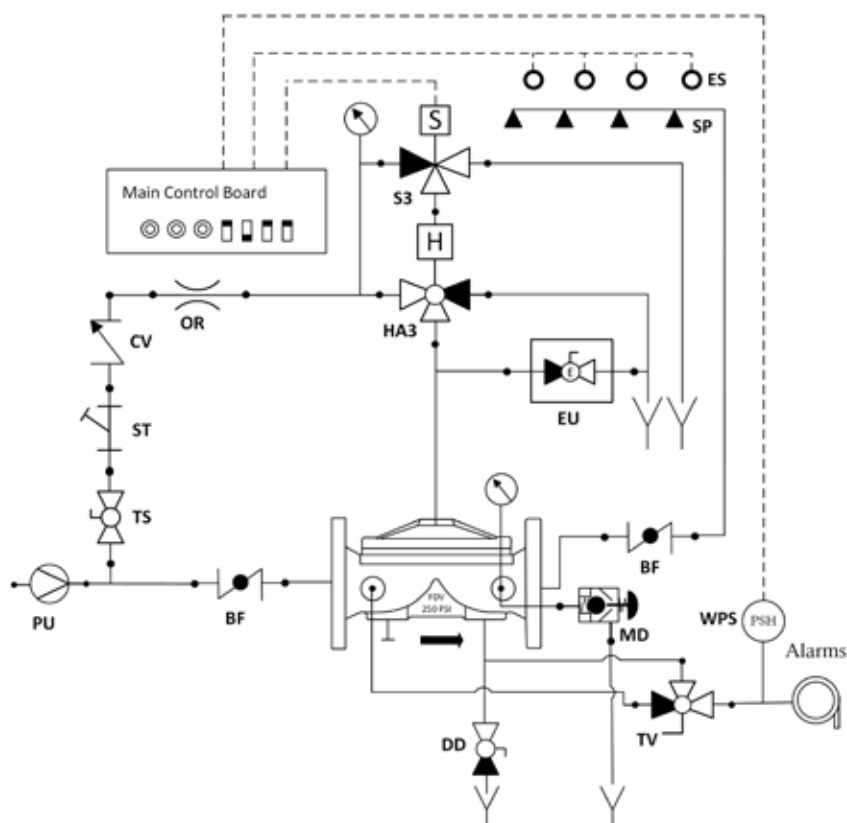 ES
SP
S
S3
Main Control Board
H
HA3
OR
CV
EU
ST
TS
BF
PU
BF
PDV
250 PSI
MD
WPS
PSH
Alarms
TV
DD